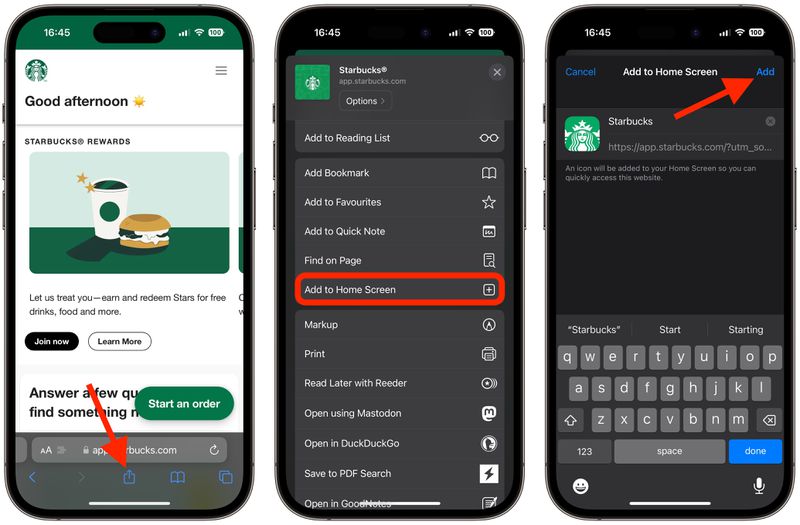 16:45
100
Good afternoon
STARBUCKS® REWARDS
Let us treat you—earn and redeem Stars for free
drinks, food and more.
Join now
Learn More
Answer a few qu
find something n
Start an order
AA
app.starbucks.com
16:45
100
Starbucks®
app.starbucks.com
Options
Add to Reading List
Add Bookmark
Add to Favourites
Add to Quick Note
Find on Page
Add to Home Screen
Markup
Print
Read Later with Reeder
Open using Mastodon
Open in DuckDuckGo
Save to PDF Search
Open in GoodNotes
16:45
100
Cancel
Add to Home Screen
Add
Starbucks
https://app.starbucks.com/?utm_so...
An icon will be added to your Home Screen so you can
quickly access this website.
“Starbucks” Start Starting
q w e r t y u i o p
a s d f g h j k l
z x c v b n m
123 space done